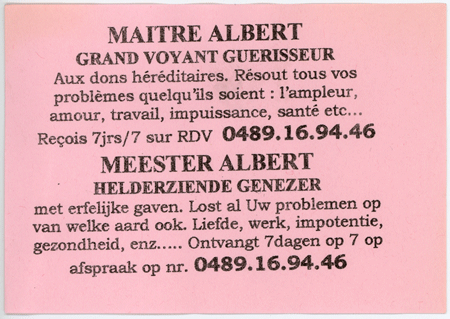 MAITRE ALBERT
GRAND VOYANT GUERISSEUR
Aux dons héréditaires. Résout tous vos
problèmes quelqu'ils soient : l'ampleur,
amour, travail, impuissance, santé etc...
Reçois 7jrs/7 sur RDV 0489.16.94.46
MEESTER ALBERT
HELDERZIENDE GENEZER
met erfelijke gaven. Lost al Uw problemen op
van welke aard ook. Liefde, werk, impotentie,
gezondheid, enz..... Ontvangt 7dagen op 7 op
afspraak op nr. 0489.16.94.46